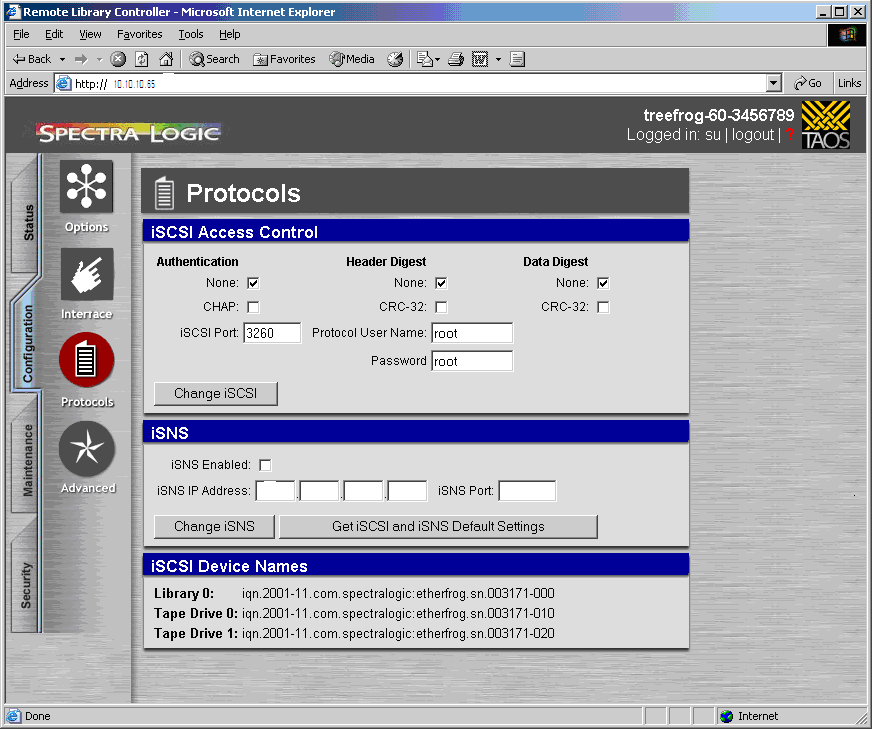 Remote Library Controller - Microsoft Internet Explorer
File Edit View Favorites Tools Help
Back Search Favorites Media
Address http:// 10.10.10.65 Go Links
SPECTRA LOGIC
treefrog-60-3456789
Logged in: su | logout | ?
TAOS
Status
Configuration
Maintenance
Security
Options
Interface
Protocols
Advanced
Protocols
iSCSI Access Control
Authentication Header Digest Data Digest
None: None: None:
CHAP: CRC-32: CRC-32:
iSCSI Port: 3260 Protocol User Name: root
Password root
Change iSCSI
iSNS
iSNS Enabled:
iSNS IP Address: . . . iSNS Port:
Change iSNS Get iSCSI and iSNS Default Settings
iSCSI Device Names
Library 0: iqn.2001-11.com.spectralogic:etherfrog.sn.003171-000
Tape Drive 0: iqn.2001-11.com.spectralogic:etherfrog.sn.003171-010
Tape Drive 1: iqn.2001-11.com.spectralogic:etherfrog.sn.003171-020
Done Internet